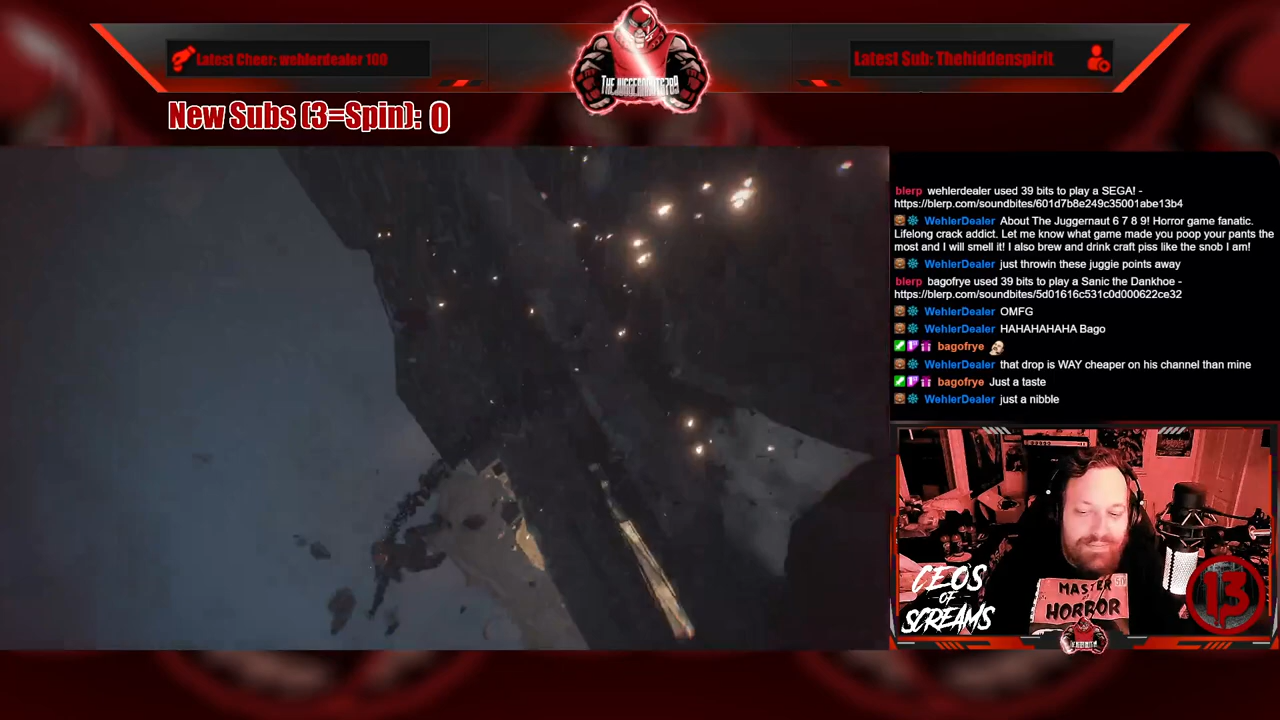 Latest Cheer: wehlerdealer 100
THEJUGGERNAUT6789
Latest Sub: Thehiddenspirit
New Subs (3=Spin): 0
blerp wehlerdealer used 39 bits to play a SEGA! -
https://blerp.com/soundbites/601d7b8e249c35001abe13b4
WehlerDealer About The Juggernaut 6 7 8 9! Horror game fanatic.
Lifelong crack addict. Let me know what game made you poop your pants the
most and I will smell it! I also brew and drink craft piss like the snob I am!
WehlerDealer just throwin these juggie points away
blerp bagofrye used 39 bits to play a Sanic the Dankhoe -
https://blerp.com/soundbites/5d01616c531c0d000622ce32
WehlerDealer OMFG
WehlerDealer HAHAHAHAHA Bago
bagofrye
WehlerDealer that drop is WAY cheaper on his channel than mine
bagofrye Just a taste
WehlerDealer just a nibble
CEOS
OF
SCREAMS
MASTER
HORROR
13